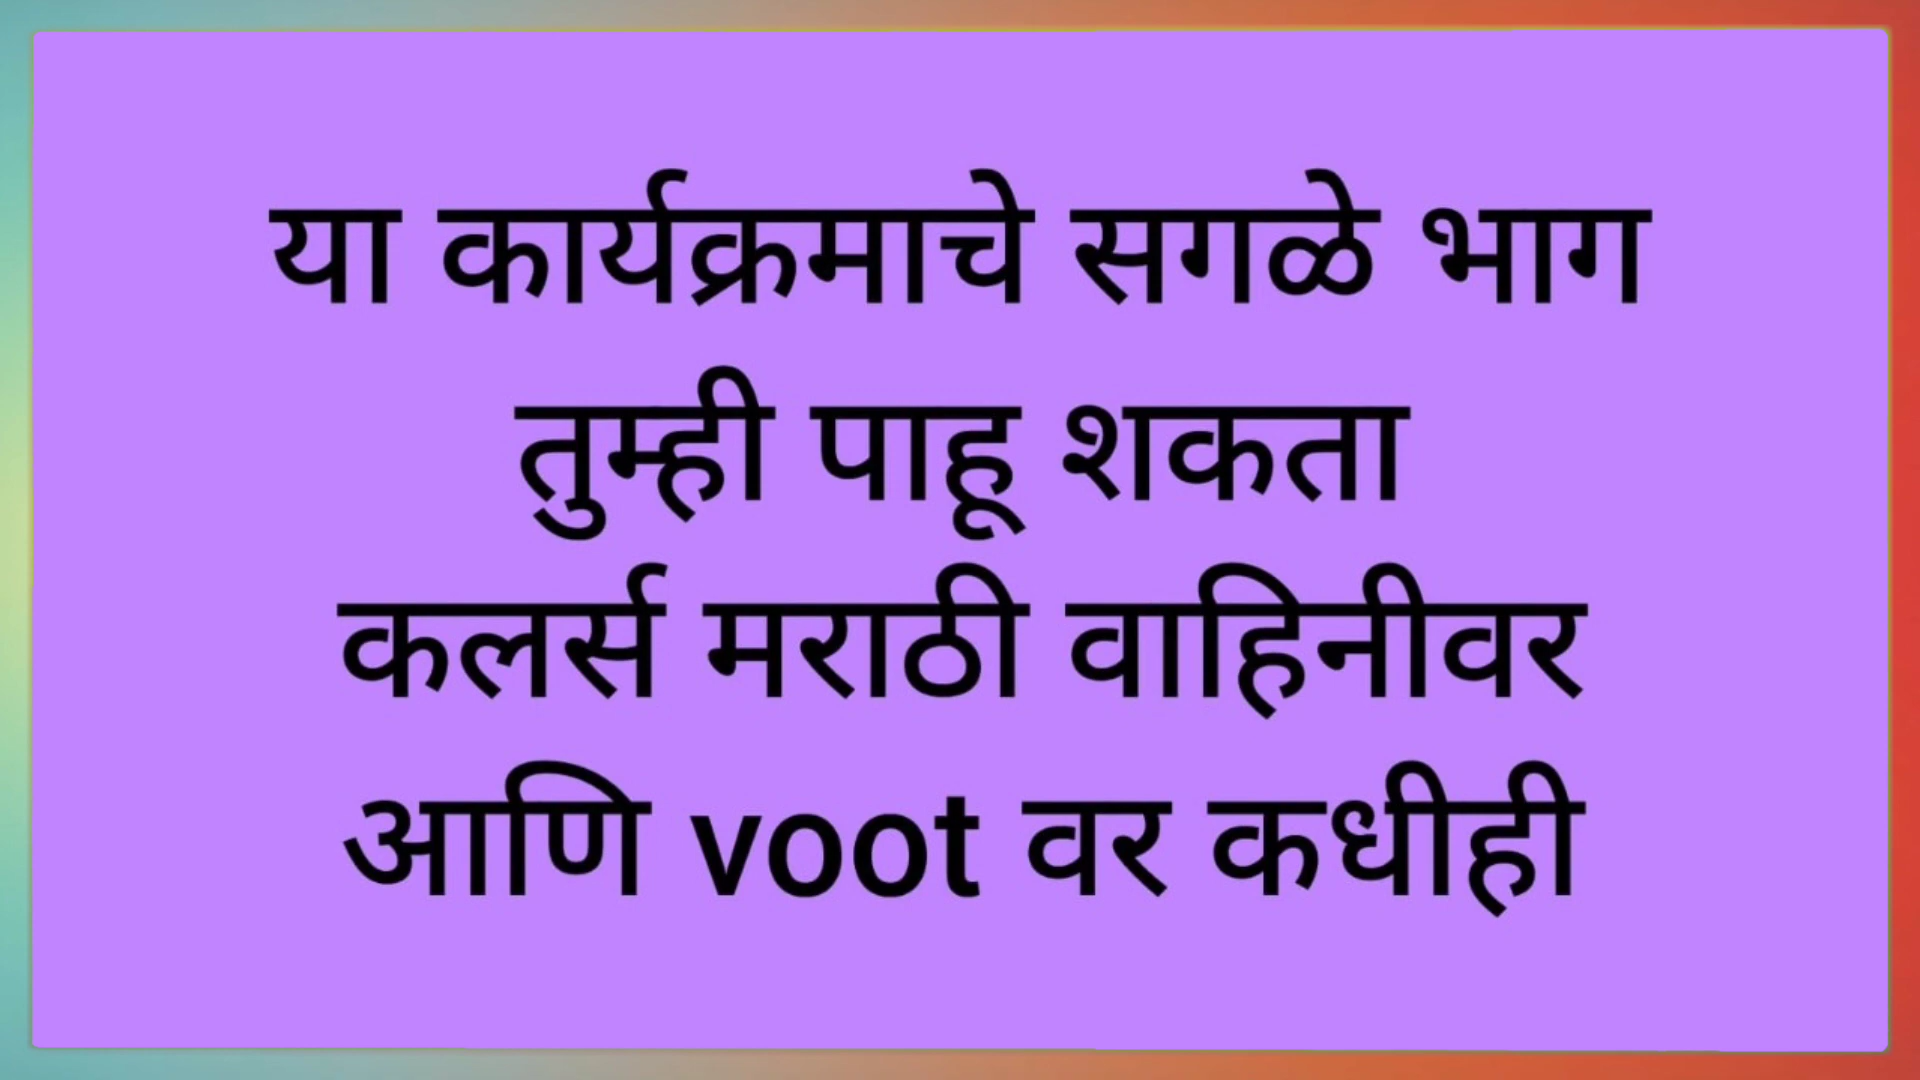 या कार्यक्रमाचे सगळे भाग
तुम्ही पाहू शकता
कलर्स मराठी वाहिनीवर
आणि voot वर कधीही